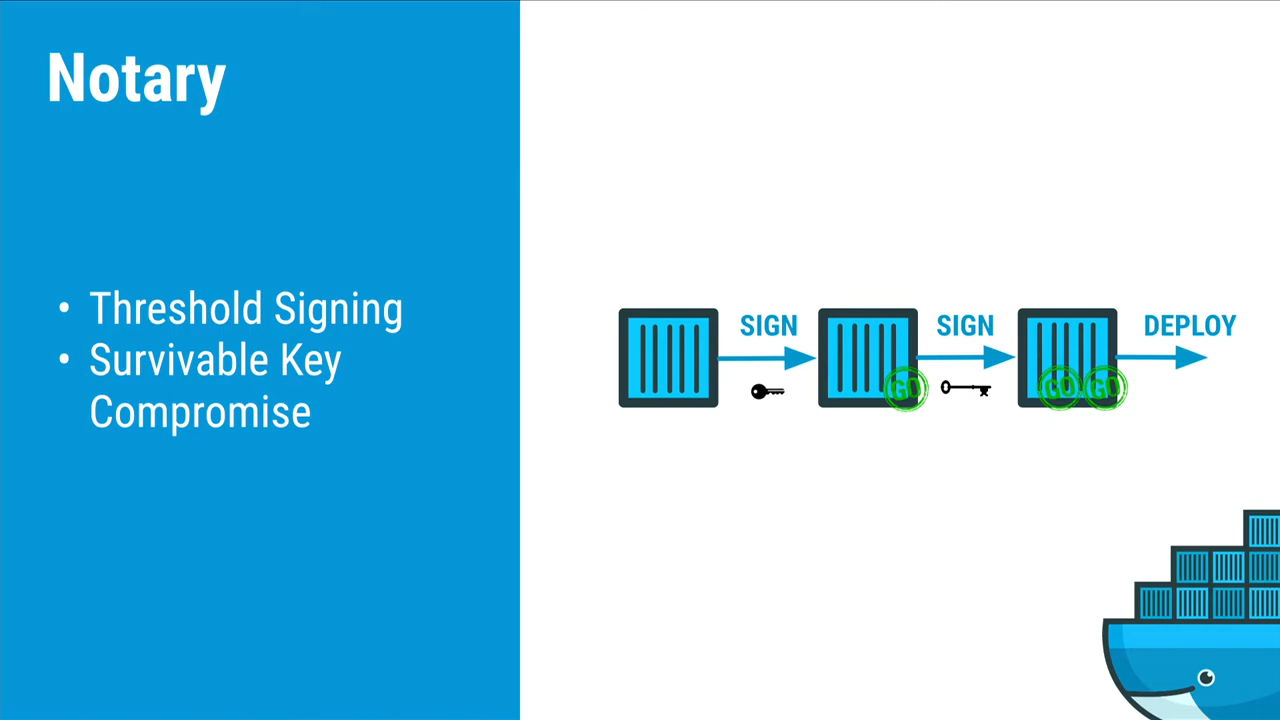 Notary
• Threshold Signing
• Survivable Key
Compromise
SIGN
SIGN
DEPLOY
GO
GO
GO